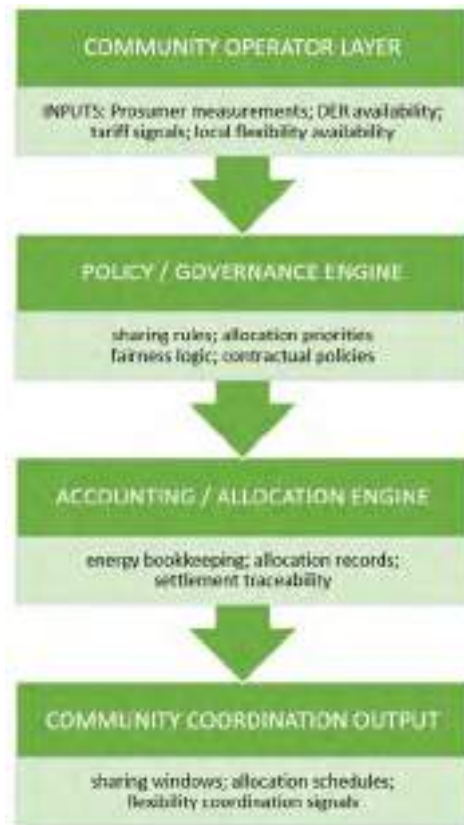 COMMUNITY OPERATOR LAYER
INPUTS: Prosumer measurements; DER availability;
tariff signals; local flexibility availability
POLICY / GOVERNANCE ENGINE
sharing rules; allocation priorities
fairness logic; contractual policies
ACCOUNTING / ALLOCATION ENGINE
energy bookkeeping; allocation records;
settlement traceability
COMMUNITY COORDINATION OUTPUT
sharing windows; allocation schedules;
flexibility coordination signals